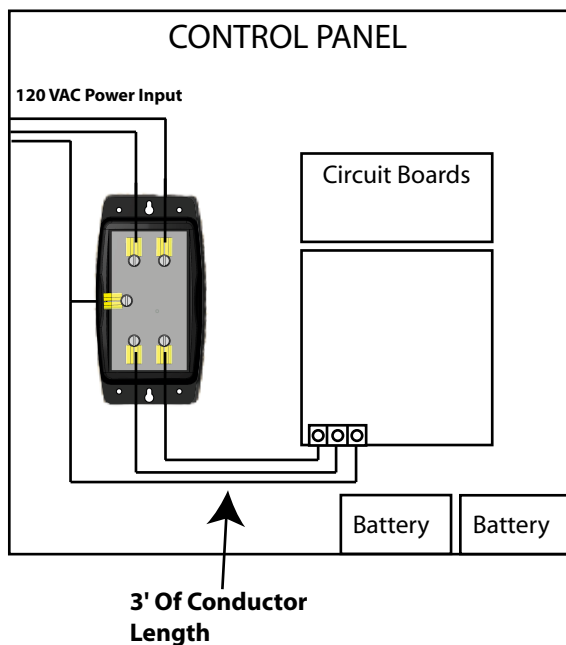 CONTROL PANEL
120 VAC Power Input
Circuit Boards
Battery
Battery
3' Of Conductor
Length